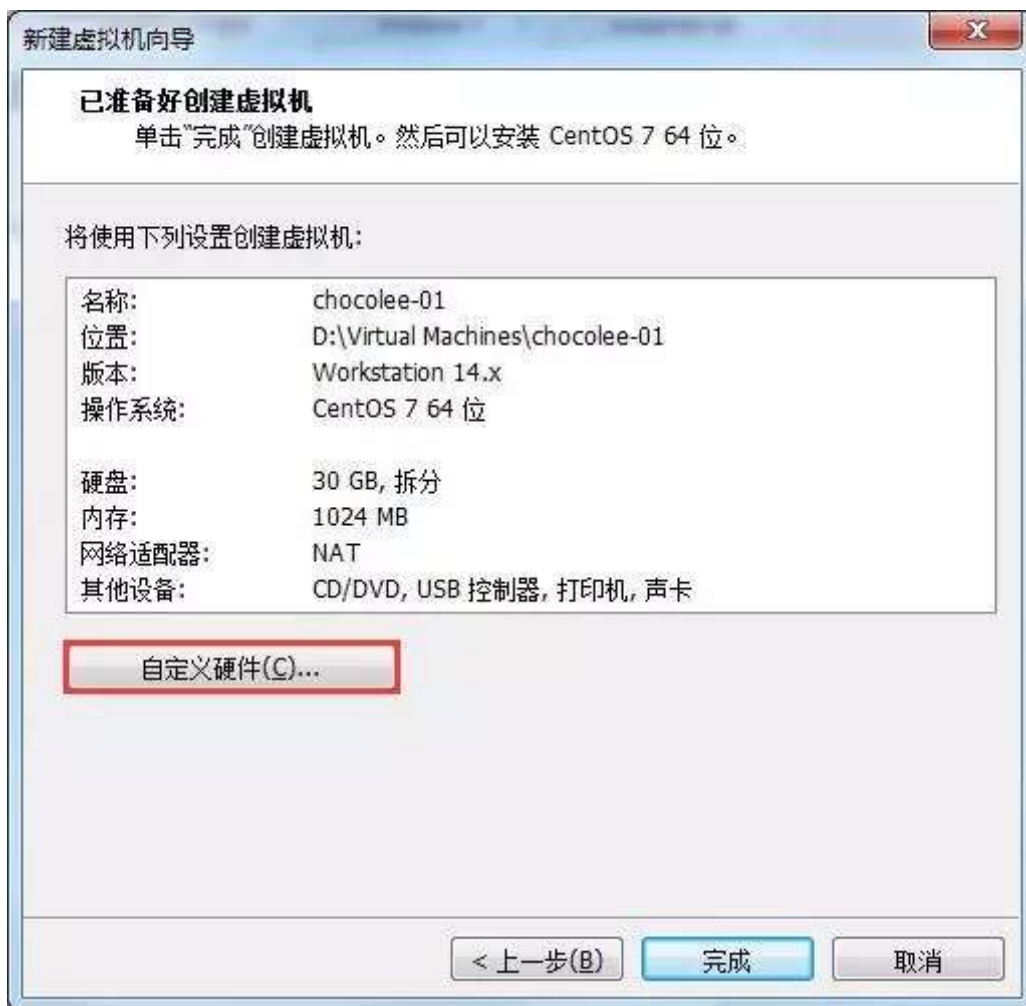 新建虚拟机向导
已准备好创建虚拟机
单击"完成"创建虚拟机。然后可以安装 CentOS 7 64 位。
将使用下列设置创建虚拟机:
名称: chocolee-01
位置: D:\Virtual Machines\chocolee-01
版本: Workstation 14.x
操作系统: CentOS 7 64 位
硬盘: 30 GB, 拆分
内存: 1024 MB
网络适配器: NAT
其他设备: CD/DVD, USB 控制器, 打印机, 声卡
自定义硬件(C)...
< 上一步(B) 完成 取消